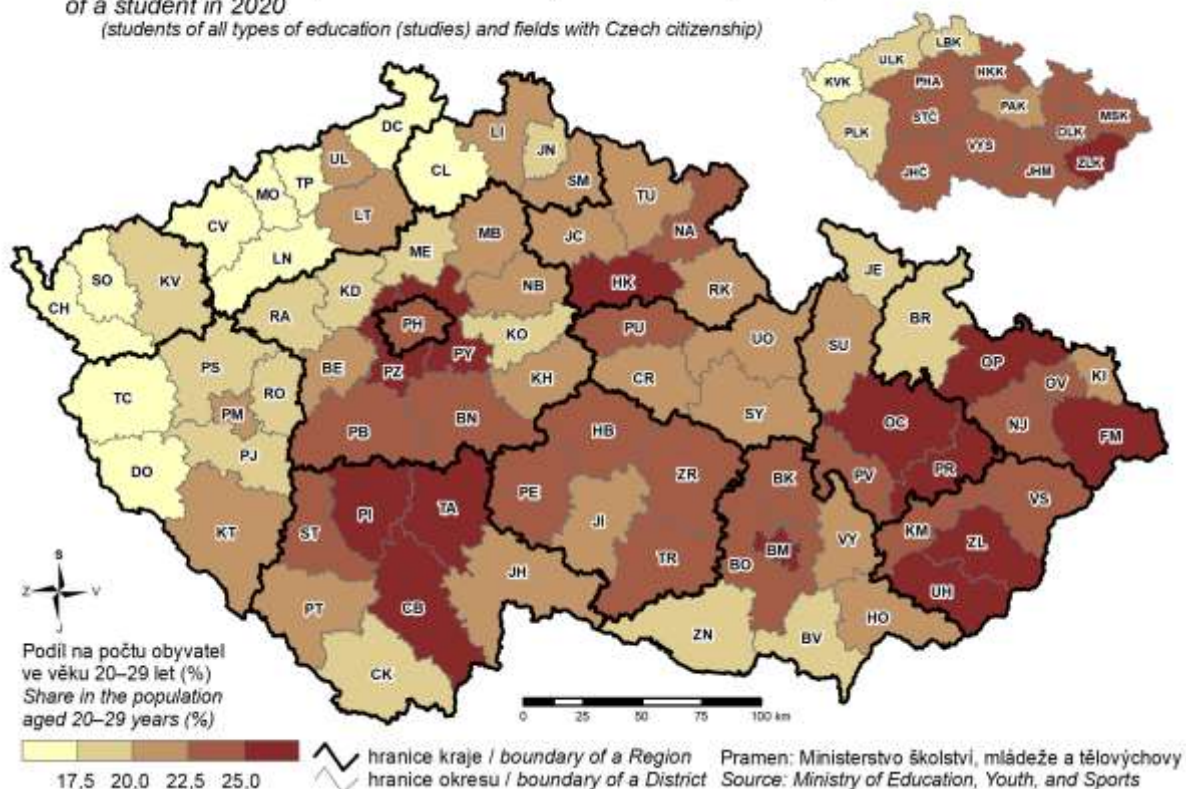 of a student in 2020
(students of all types of education (studies) and fields with Czech citizenship)
LBK
ULK
KVK
PHA
HKK
PAK
STČ
MSK
PLK
OLK
VYS
ZLK
JHČ
JHM
DC
LI
JN
UL
CL
TP
SM
MO
TU
LT
CV
MB
NA
JC
ME
LN
JE
SO
KV
HK
RK
KD
NB
CH
RA
PH
PU
BR
KO
UO
SU
PY
PS
BE
PZ
OP
OV
KI
RO
KH
CR
TC
PM
SY
BN
OC
NJ
FM
PB
HB
PJ
DO
PR
ZR
PV
BK
PE
VS
PI
TA
JI
KT
ST
KM
VY
ZL
BM
TR
BO
JH
UH
CB
PT
HO
ZN
BV
CK
S
Z
V
J
Podíl na počtu obyvatel
ve věku 20–29 let (%)
Share in the population
aged 20–29 years (%)
17,5 20,0 22,5 25,0
0 25 50 75 100 km
hranice kraje / boundary of a Region
hranice okresu / boundary of a District
Pramen: Ministerstvo školství, mládeže a tělovýchovy
Source: Ministry of Education, Youth, and Sports